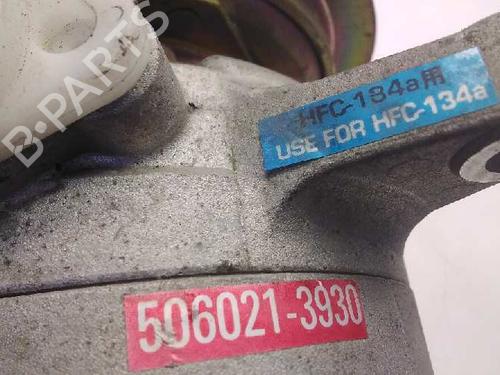 HFC-134a用
USE FOR HFC-134a
B-PARTS
506021-3930